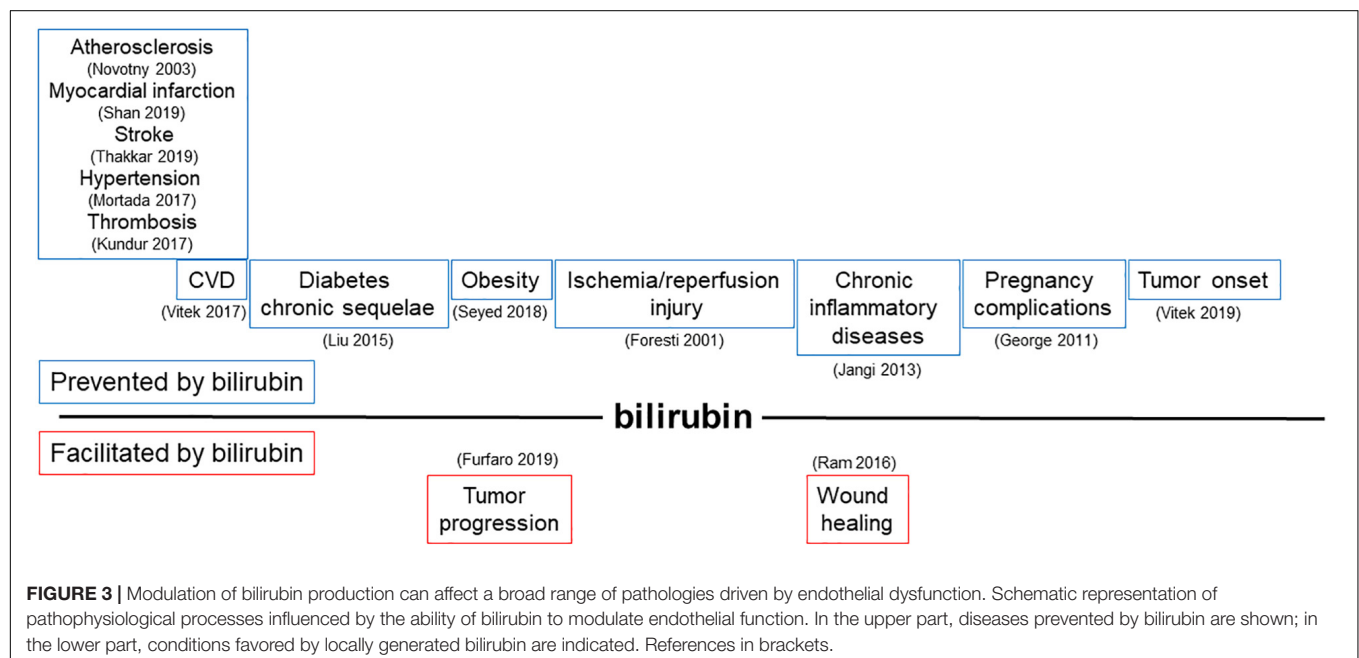 Atherosclerosis
(Novotny 2003)
Myocardial infarction
(Shan 2019)
Stroke
(Thakkar 2019)
Hypertension
(Mortada 2017)
Thrombosis
(Kundur 2017)
CVD
(Vitek 2017)
Diabetes
chronic sequelae
(Liu 2015)
Obesity
(Seyed 2018)
Ischemia/reperfusion
injury
(Foresti 2001)
Chronic
inflammatory
diseases
(Jangi 2013)
Pregnancy
complications
(George 2011)
Tumor onset
(Vitek 2019)
Prevented by bilirubin
bilirubin
Facilitated by bilirubin
(Furfaro 2019)
Tumor
progression
(Ram 2016)
Wound
healing
FIGURE 3 | Modulation of bilirubin production can affect a broad range of pathologies driven by endothelial dysfunction. Schematic representation of
pathophysiological processes influenced by the ability of bilirubin to modulate endothelial function. In the upper part, diseases prevented by bilirubin are shown; in
the lower part, conditions favored by locally generated bilirubin are indicated. References in brackets.